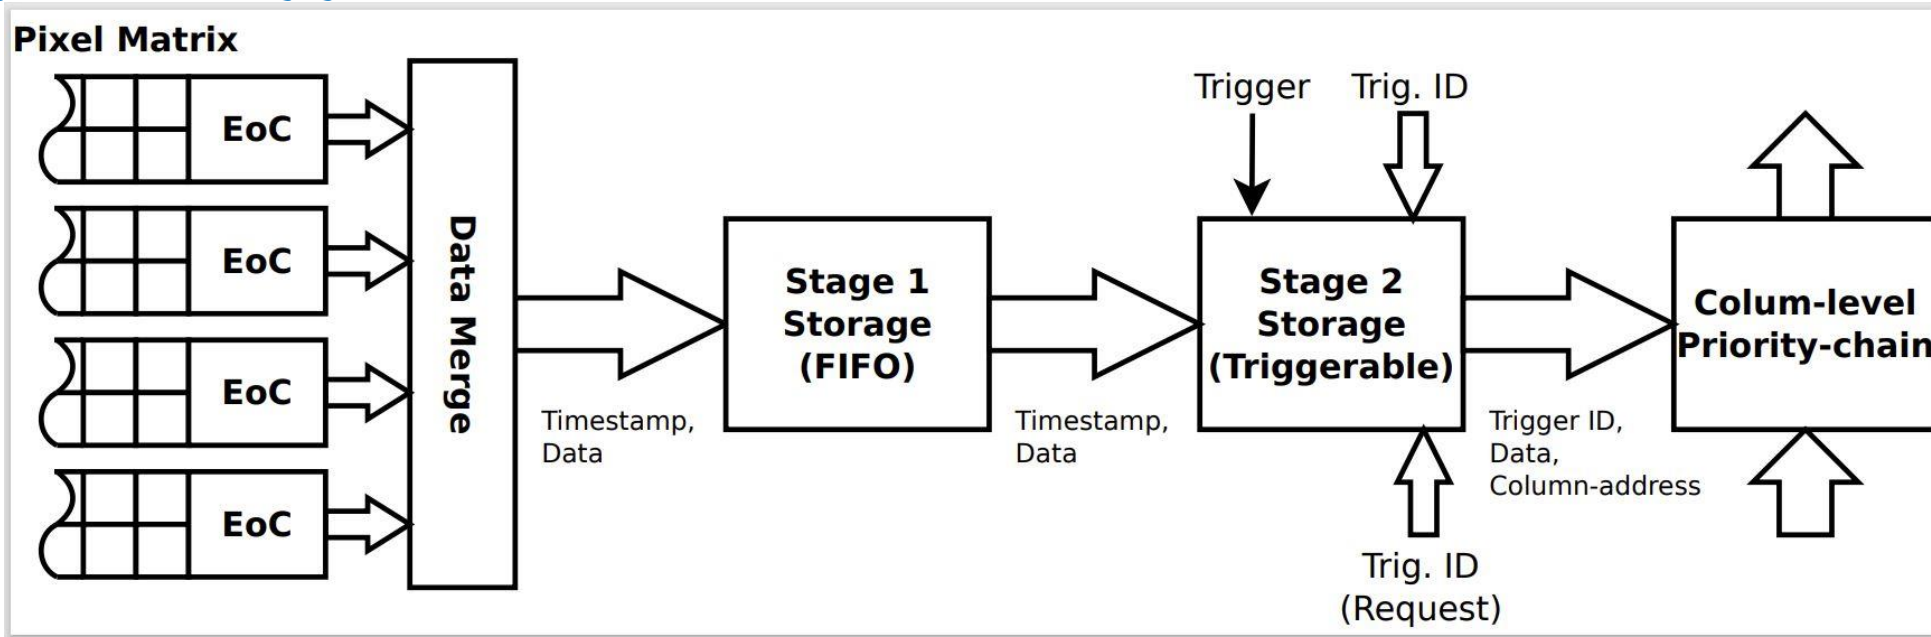 Pixel Matrix
EoC
EoC
EoC
EoC
Data Merge
Timestamp,
Data
Stage 1
Storage
(FIFO)
Timestamp,
Data
Trigger
Trig. ID
Stage 2
Storage
(Triggerable)
Trig. ID
(Request)
Trigger ID,
Data,
Column-address
Colum-level
Priority-chain